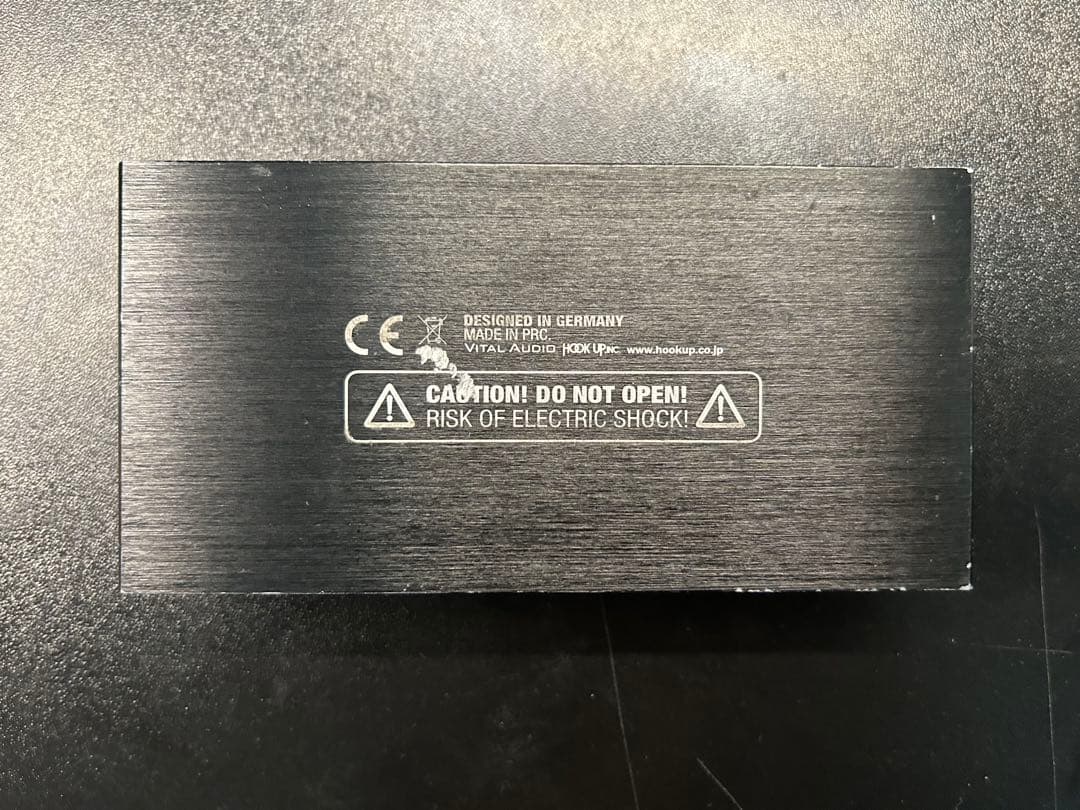 CE DESIGNED IN GERMANY
MADE IN PRC.
VITAL AUDIO HOOK UP,INC www.hookup.co.jp
CAUTION! DO NOT OPEN!
RISK OF ELECTRIC SHOCK!